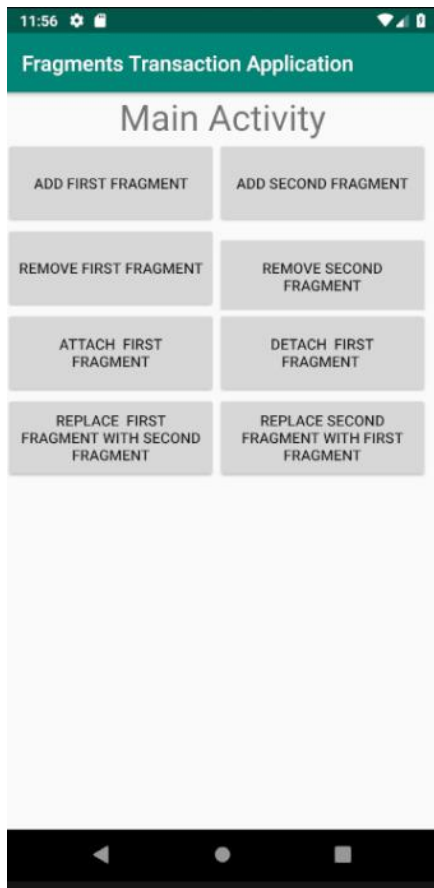 11:56
Fragments Transaction Application
Main Activity
ADD FIRST FRAGMENT
ADD SECOND FRAGMENT
REMOVE FIRST FRAGMENT
REMOVE SECOND
FRAGMENT
ATTACH  FIRST
FRAGMENT
DETACH  FIRST
FRAGMENT
REPLACE  FIRST
FRAGMENT WITH SECOND
FRAGMENT
REPLACE SECOND
FRAGMENT WITH FIRST
FRAGMENT